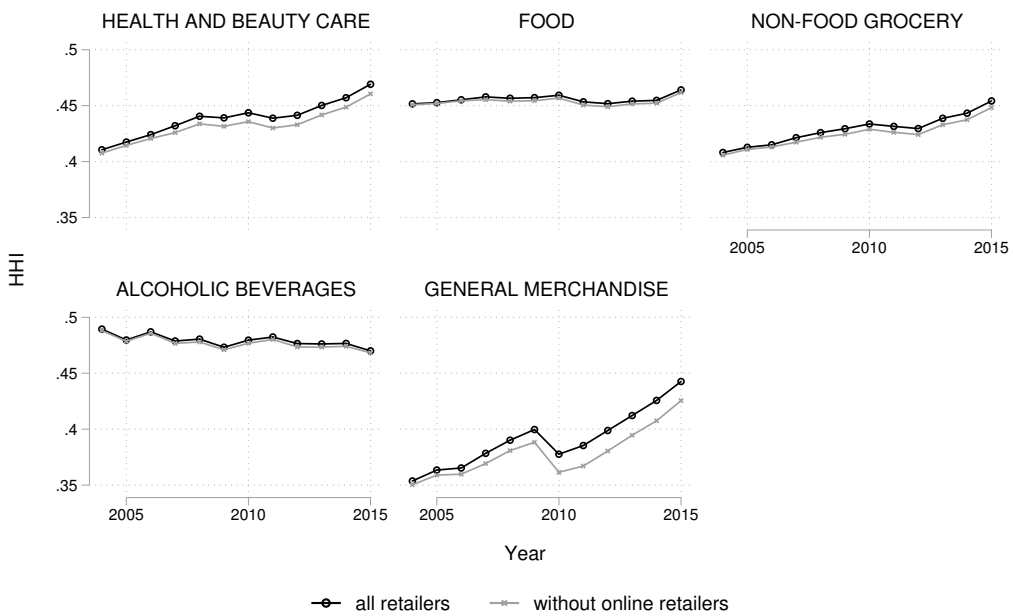 HEALTH AND BEAUTY CARE
FOOD
NON-FOOD GROCERY
.5
.45
.4
.35
2005 2010 2015
HHI
ALCOHOLIC BEVERAGES
GENERAL MERCHANDISE
.5
.45
.4
.35
2005 2010 2015
2005 2010 2015
Year
all retailers
without online retailers